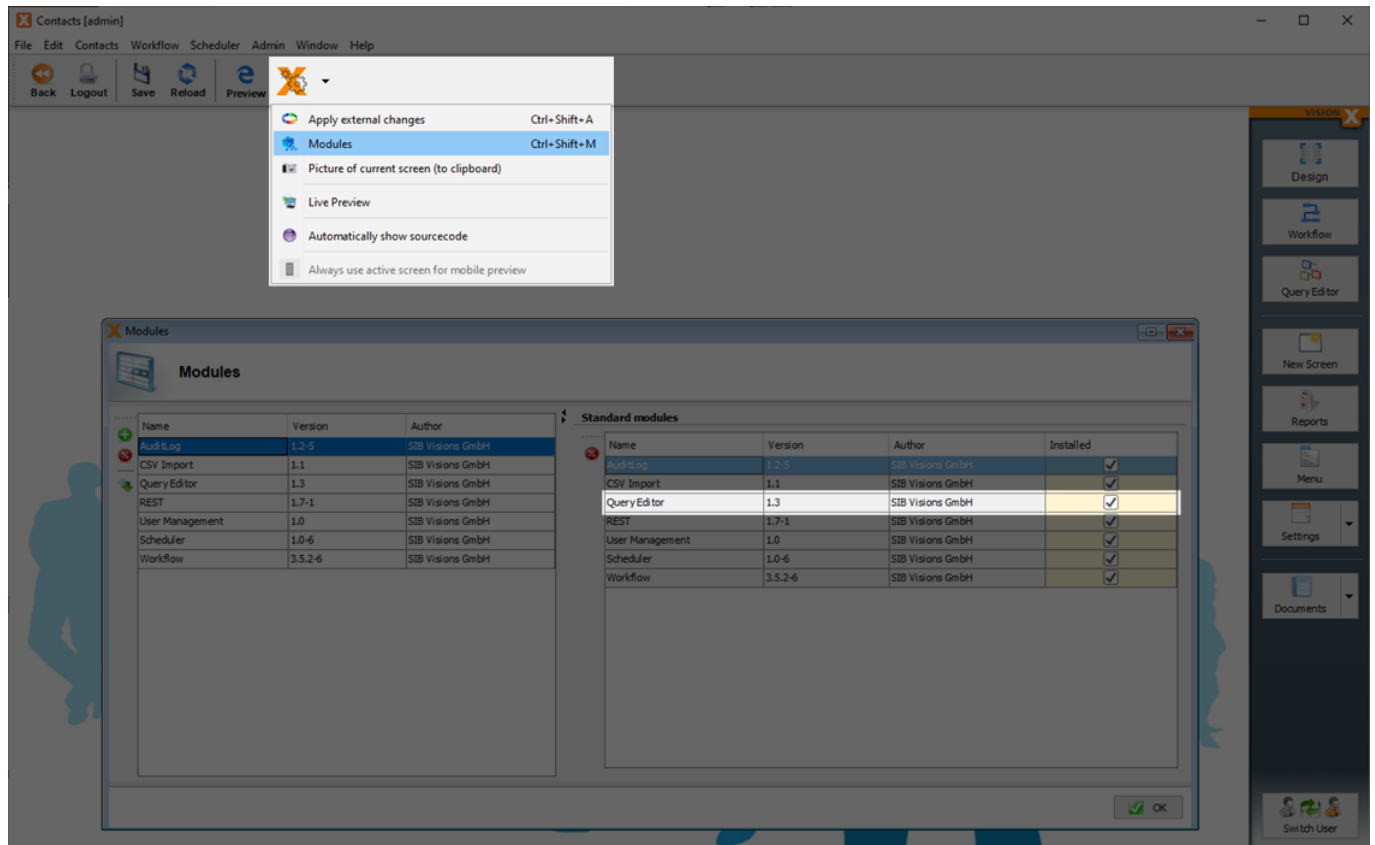 Contacts [admin]
File Edit Contacts Workflow Scheduler Admin Window Help
Back Logout Save Reload Preview
Apply external changes Ctrl+Shift+A
Modules Ctrl+Shift+M
Picture of current screen (to clipboard)
Live Preview
Automatically show sourcecode
Always use active screen for mobile preview
VISION X
Design
Workflow
Query Editor
New Screen
Reports
Menu
Settings
Documents
Switch User
Modules
Modules
Name Version Author
AuditLog 1.2-5 SIB Visions GmbH
CSV Import 1.1 SIB Visions GmbH
Query Editor 1.3 SIB Visions GmbH
REST 1.7-1 SIB Visions GmbH
User Management 1.0 SIB Visions GmbH
Scheduler 1.0-6 SIB Visions GmbH
Workflow 3.5.2-6 SIB Visions GmbH
Standard modules
Name Version Author Installed
AuditLog 1.2-5 SIB Visions GmbH
CSV Import 1.1 SIB Visions GmbH
Query Editor 1.3 SIB Visions GmbH
REST 1.7-1 SIB Visions GmbH
User Management 1.0 SIB Visions GmbH
Scheduler 1.0-6 SIB Visions GmbH
Workflow 3.5.2-6 SIB Visions GmbH
OK